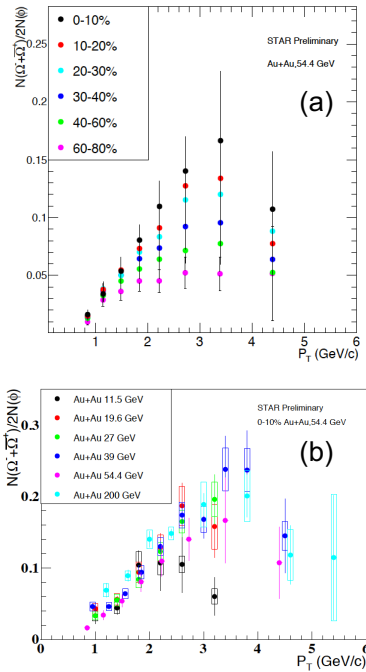 N(Ω⁻+Ω̄⁺)/2N(ϕ)
0.25
0.2
0.15
0.1
0.05
0-10%
10-20%
20-30%
30-40%
40-60%
60-80%
STAR Preliminary
Au+Au,54.4 GeV
(a)
1 2 3 4 5 6
P_T (GeV/c)
N(Ω⁻+Ω̄⁺)/2N(ϕ)
0.3
0.2
0.1
0
Au+Au 11.5 GeV
Au+Au 19.6 GeV
Au+Au 27 GeV
Au+Au 39 GeV
Au+Au 54.4 GeV
Au+Au 200 GeV
STAR Preliminary
0-10% Au+Au,54.4 GeV
(b)
0 1 2 3 4 5 6
P_T (GeV/c)